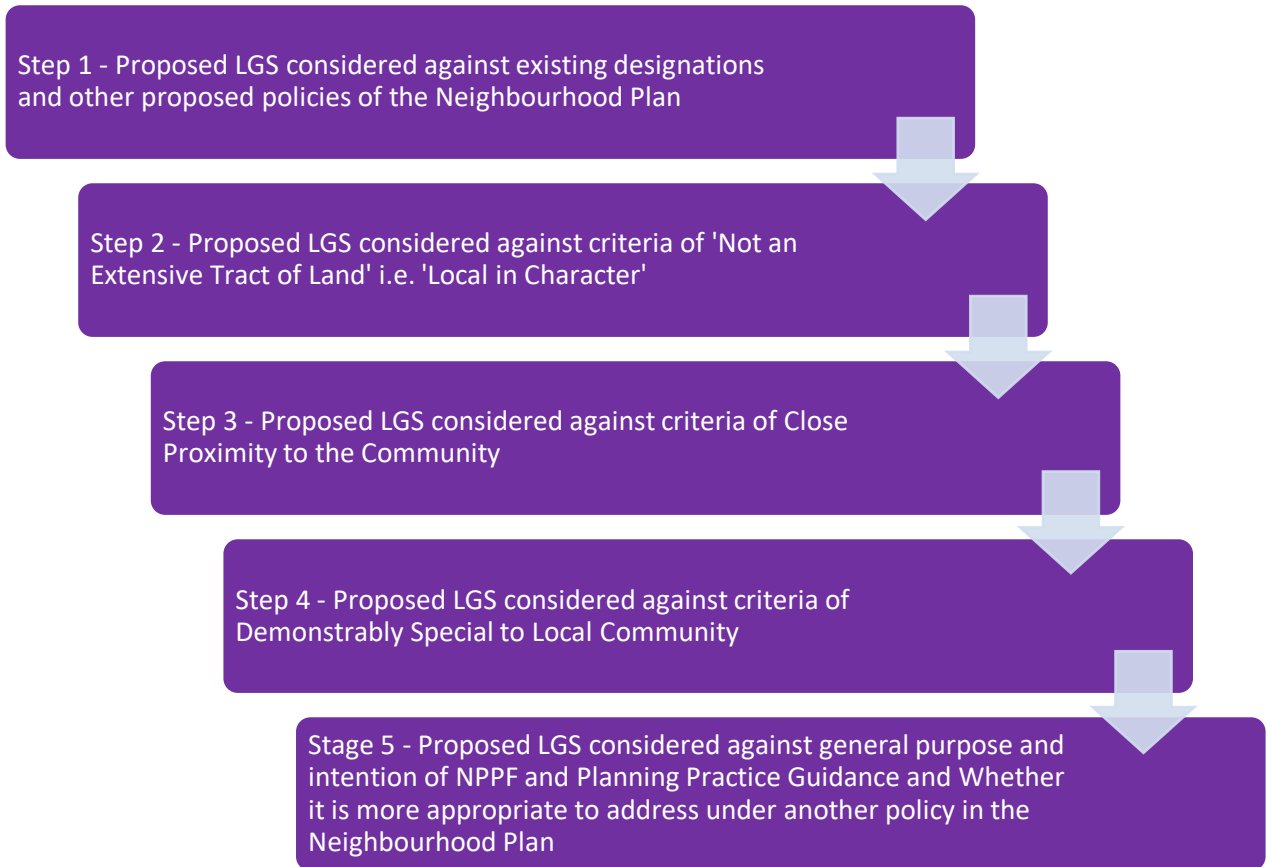 Step 1 - Proposed LGS considered against existing designations
and other proposed policies of the Neighbourhood Plan
Step 2 - Proposed LGS considered against criteria of 'Not an
Extensive Tract of Land' i.e. 'Local in Character'
Step 3 - Proposed LGS considered against criteria of Close
Proximity to the Community
Step 4 - Proposed LGS considered against criteria of
Demonstrably Special to Local Community
Stage 5 - Proposed LGS considered against general purpose and
intention of NPPF and Planning Practice Guidance and Whether
it is more appropriate to address under another policy in the
Neighbourhood Plan